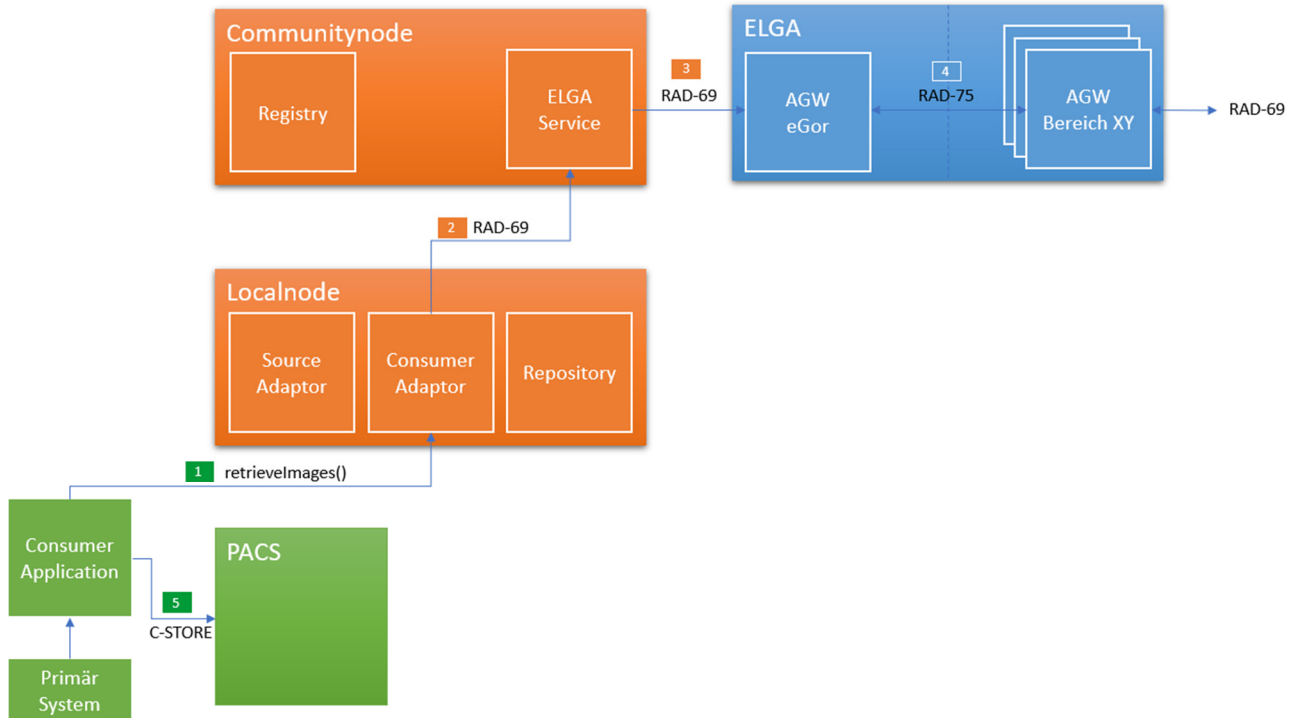 Communitynode
Registry
ELGA
Service
3
RAD-69
ELGA
AGW
eGor
4
RAD-75
AGW
Bereich XY
RAD-69
2
RAD-69
Localnode
Source
Adaptor
Consumer
Adaptor
Repository
1
retrieveImages()
Consumer
Application
PACS
5
C-STORE
Primär
System